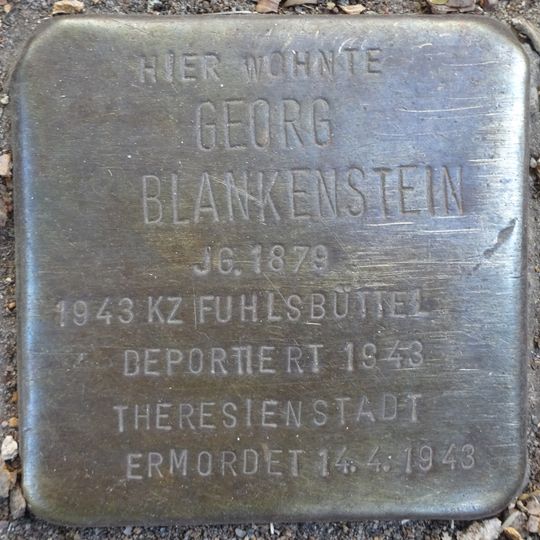 HIER WOHNTE
GEORG
BLANKENSTEIN
JG. 1879
1943 KZ FUHLSBÜTTEL
DEPORTIERT 1943
THERESIENSTADT
ERMORDET 14.4.1943